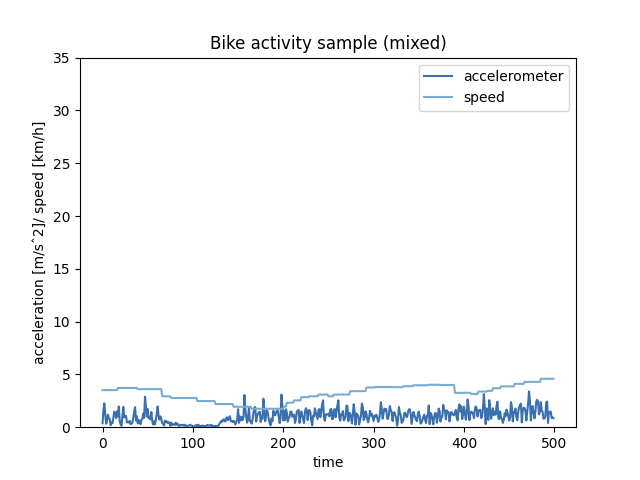 Bike activity sample (mixed)
acceleration [m/sˆ2]/ speed [km/h]
35
30
25
20
15
10
5
0
accelerometer
speed
0 100 200 300 400 500
time